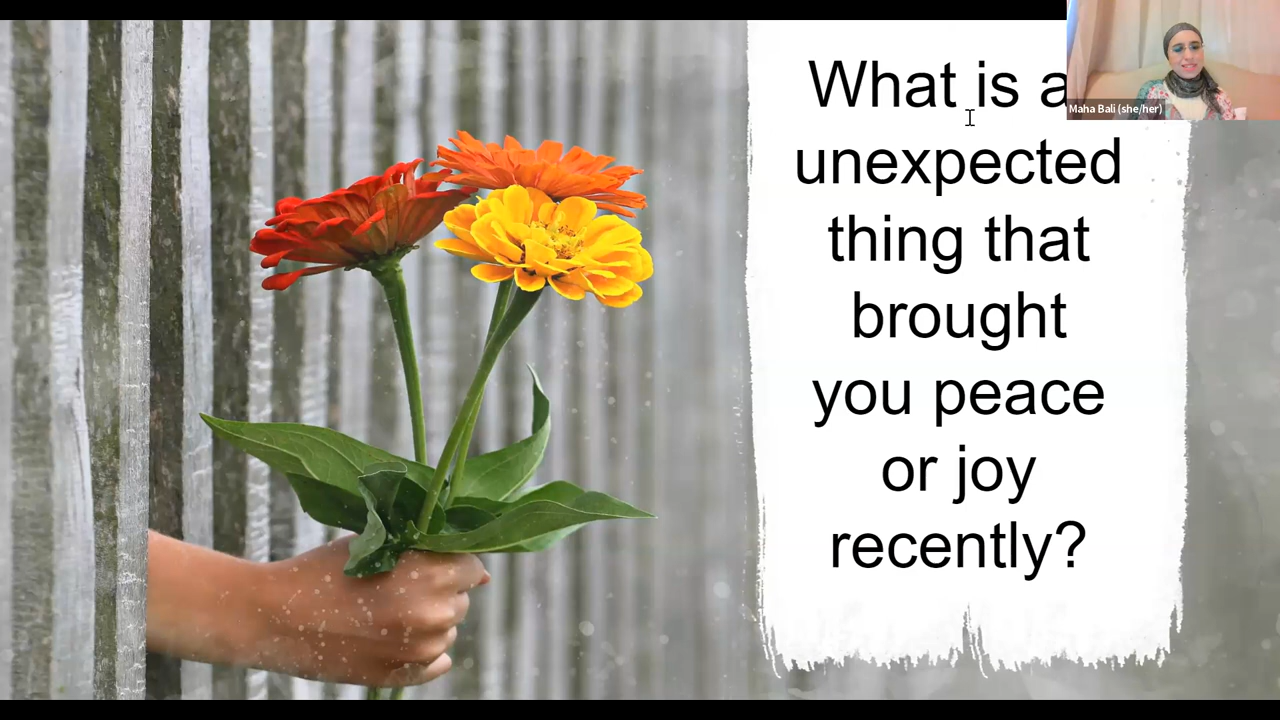 What is a
unexpected
thing that
brought
you peace
or joy
recently?
Maha Bali (she/her)